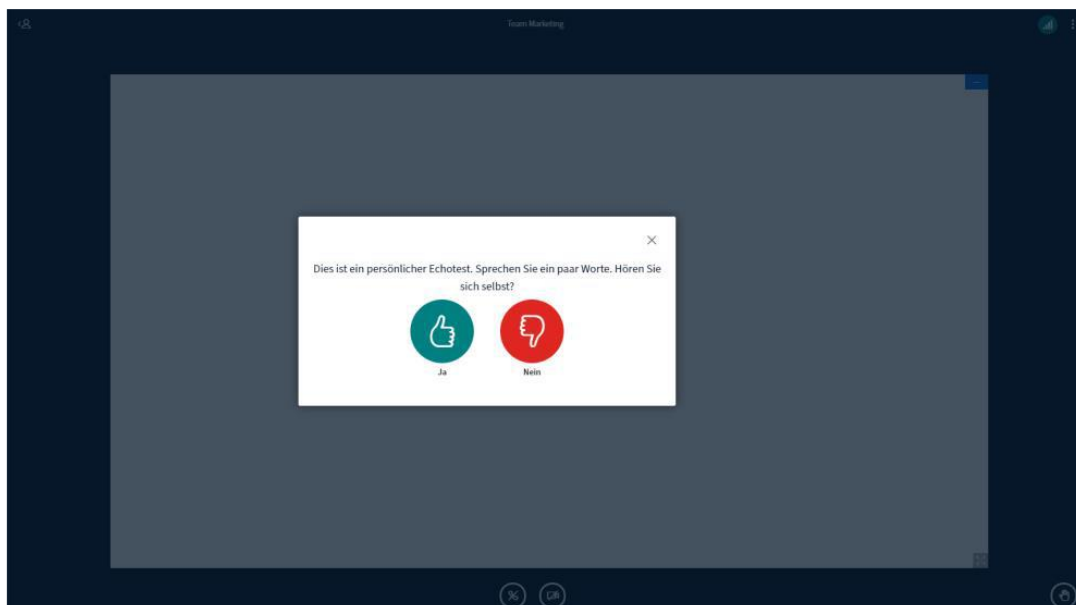 Team Marketing
Dies ist ein persönlicher Echotest. Sprechen Sie ein paar Worte. Hören Sie
sich selbst?
Ja
Nein